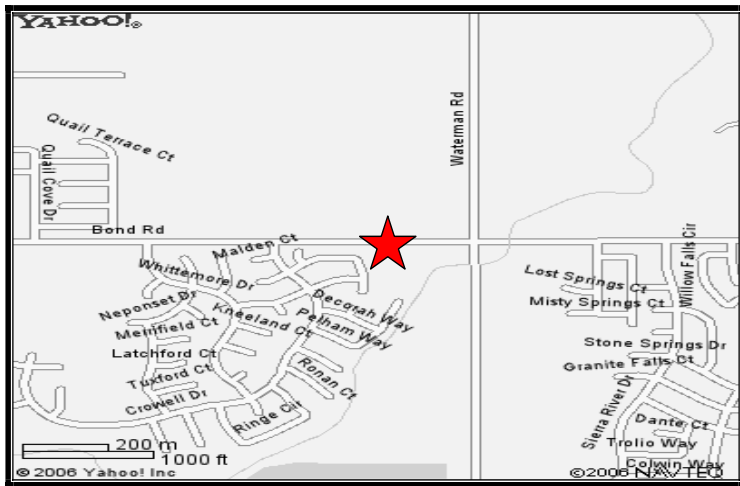 YAHOO!®
Quail Terrace Ct
Waterman Rd
Quail Cove Dr
Bond Rd
Malden Ct
Willow Falls Cir
Whittemore Dr
Lost Springs Ct
Neponset Dr
Decorah Way
Misty Springs Ct
Kneeland Ct
Pelham Way
Merrifield Ct
Stone Springs Dr
Latchford Ct
Granite Falls Ct
Ronan Ct
Tuxford Ct
Sierra River Dr
Crowell Dr
Ringe Cir
Dante Ct
Trolio Way
200 m
1000 ft
Colwin Way
© 2006 Yahoo! Inc
©2006 NAVTEQ